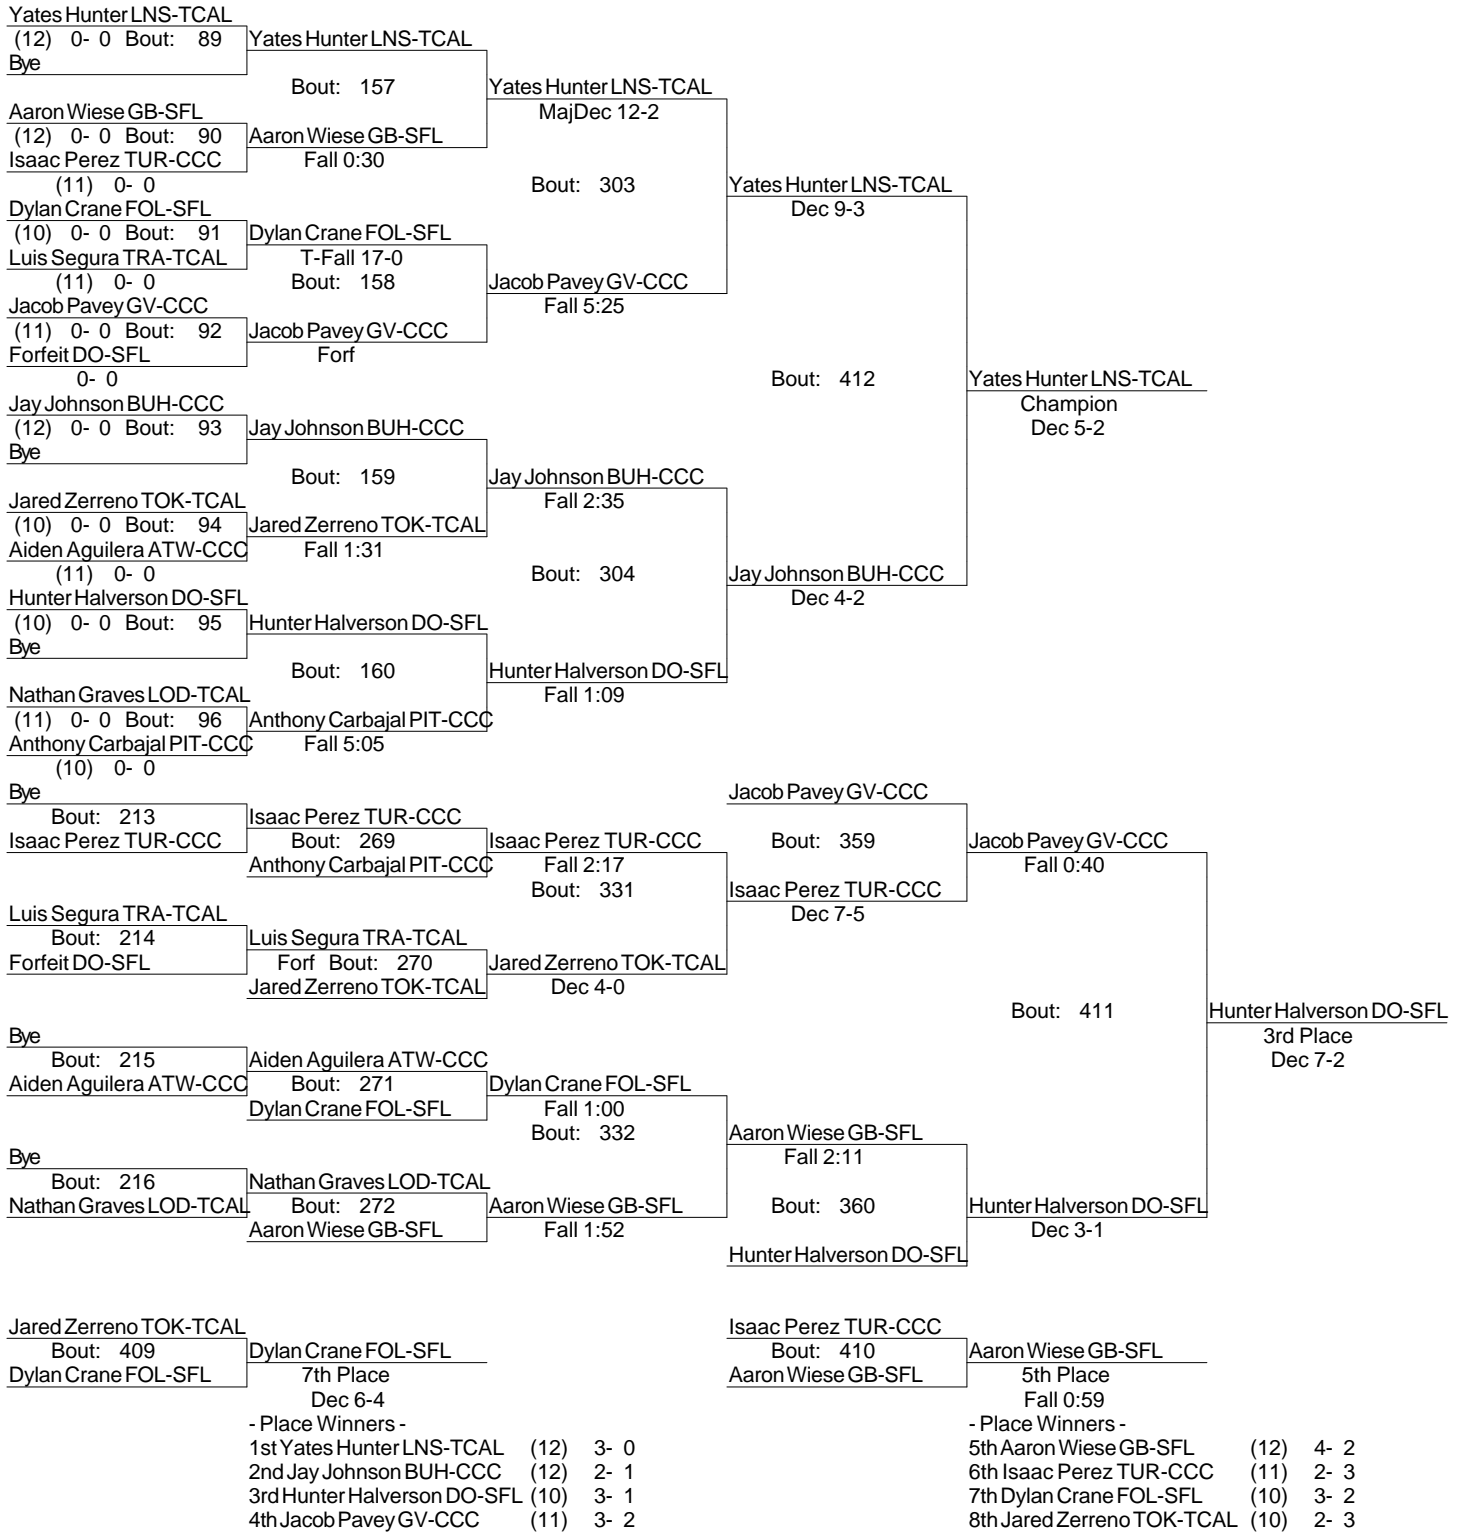 Yates Hunter LNS-TCAL
(12) 0- 0 Bout: 89 Yates Hunter LNS-TCAL
Bye
Bout: 157 Yates Hunter LNS-TCAL
Aaron Wiese GB-SFL MajDec 12-2
(12) 0- 0 Bout: 90 Aaron Wiese GB-SFL
Isaac Perez TUR-CCC Fall 0:30
(11) 0- 0 Bout: 303 Yates Hunter LNS-TCAL
Dylan Crane FOL-SFL Dec 9-3
(10) 0- 0 Bout: 91 Dylan Crane FOL-SFL
Luis Segura TRA-TCAL T-Fall 17-0
(11) 0- 0 Bout: 158 Jacob Pavey GV-CCC
Jacob Pavey GV-CCC Fall 5:25
(11) 0- 0 Bout: 92 Jacob Pavey GV-CCC
Forfeit DO-SFL Forf
0- 0 Bout: 412 Yates Hunter LNS-TCAL
Jay Johnson BUH-CCC Champion
(12) 0- 0 Bout: 93 Jay Johnson BUH-CCC Dec 5-2
Bye
Bout: 159 Jay Johnson BUH-CCC
Jared Zerreno TOK-TCAL Fall 2:35
(10) 0- 0 Bout: 94 Jared Zerreno TOK-TCAL
Aiden Aguilera ATW-CCC Fall 1:31
(11) 0- 0 Bout: 304 Jay Johnson BUH-CCC
Hunter Halverson DO-SFL Dec 4-2
(10) 0- 0 Bout: 95 Hunter Halverson DO-SFL
Bye
Bout: 160 Hunter Halverson DO-SFL
Nathan Graves LOD-TCAL Fall 1:09
(11) 0- 0 Bout: 96 Anthony Carbajal PIT-CCC
Anthony Carbajal PIT-CCC Fall 5:05
(10) 0- 0
Bye Jacob Pavey GV-CCC
Bout: 213 Isaac Perez TUR-CCC
Isaac Perez TUR-CCC Bout: 269 Isaac Perez TUR-CCC Bout: 359 Jacob Pavey GV-CCC
Anthony Carbajal PIT-CCC Fall 2:17 Fall 0:40
Bout: 331 Isaac Perez TUR-CCC
Luis Segura TRA-TCAL Dec 7-5
Bout: 214 Luis Segura TRA-TCAL
Forfeit DO-SFL Forf Bout: 270 Jared Zerreno TOK-TCAL
Jared Zerreno TOK-TCAL Dec 4-0
Bout: 411 Hunter Halverson DO-SFL
Bye 3rd Place
Bout: 215 Aiden Aguilera ATW-CCC Dec 7-2
Aiden Aguilera ATW-CCC Bout: 271 Dylan Crane FOL-SFL
Dylan Crane FOL-SFL Fall 1:00
Bout: 332 Aaron Wiese GB-SFL
Bye Fall 2:11
Bout: 216 Nathan Graves LOD-TCAL
Nathan Graves LOD-TCAL Bout: 272 Aaron Wiese GB-SFL Bout: 360 Hunter Halverson DO-SFL
Aaron Wiese GB-SFL Fall 1:52 Dec 3-1
Hunter Halverson DO-SFL
Jared Zerreno TOK-TCAL Isaac Perez TUR-CCC
Bout: 409 Dylan Crane FOL-SFL Bout: 410 Aaron Wiese GB-SFL
Dylan Crane FOL-SFL 7th Place Aaron Wiese GB-SFL 5th Place
Dec 6-4 Fall 0:59
- Place Winners - - Place Winners -
1st Yates Hunter LNS-TCAL (12) 3- 0 5th Aaron Wiese GB-SFL (12) 4- 2
2nd Jay Johnson BUH-CCC (12) 2- 1 6th Isaac Perez TUR-CCC (11) 2- 3
3rd Hunter Halverson DO-SFL (10) 3- 1 7th Dylan Crane FOL-SFL (10) 3- 2
4th Jacob Pavey GV-CCC (11) 3- 2 8th Jared Zerreno TOK-TCAL (10) 2- 3